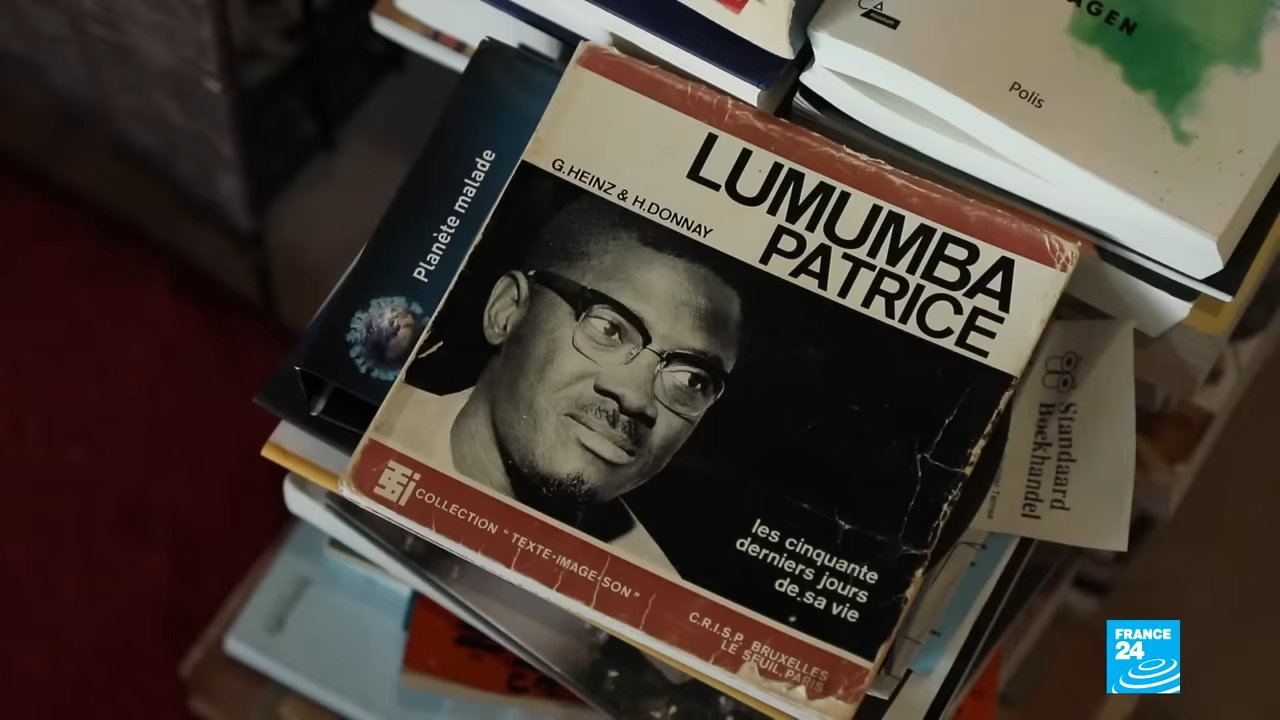 AGEN
Polis
Planète malade
LUMUMBA
PATRICE
G.HEINZ & H.DONNAY
les cinquante
derniers jours
de sa vie
COLLECTION "TEXTE·IMAGE·SON"
C.R.I.S.P. BRUXELLES
LE SEUIL, PARIS
Standaard
Boekhandel
FRANCE
24